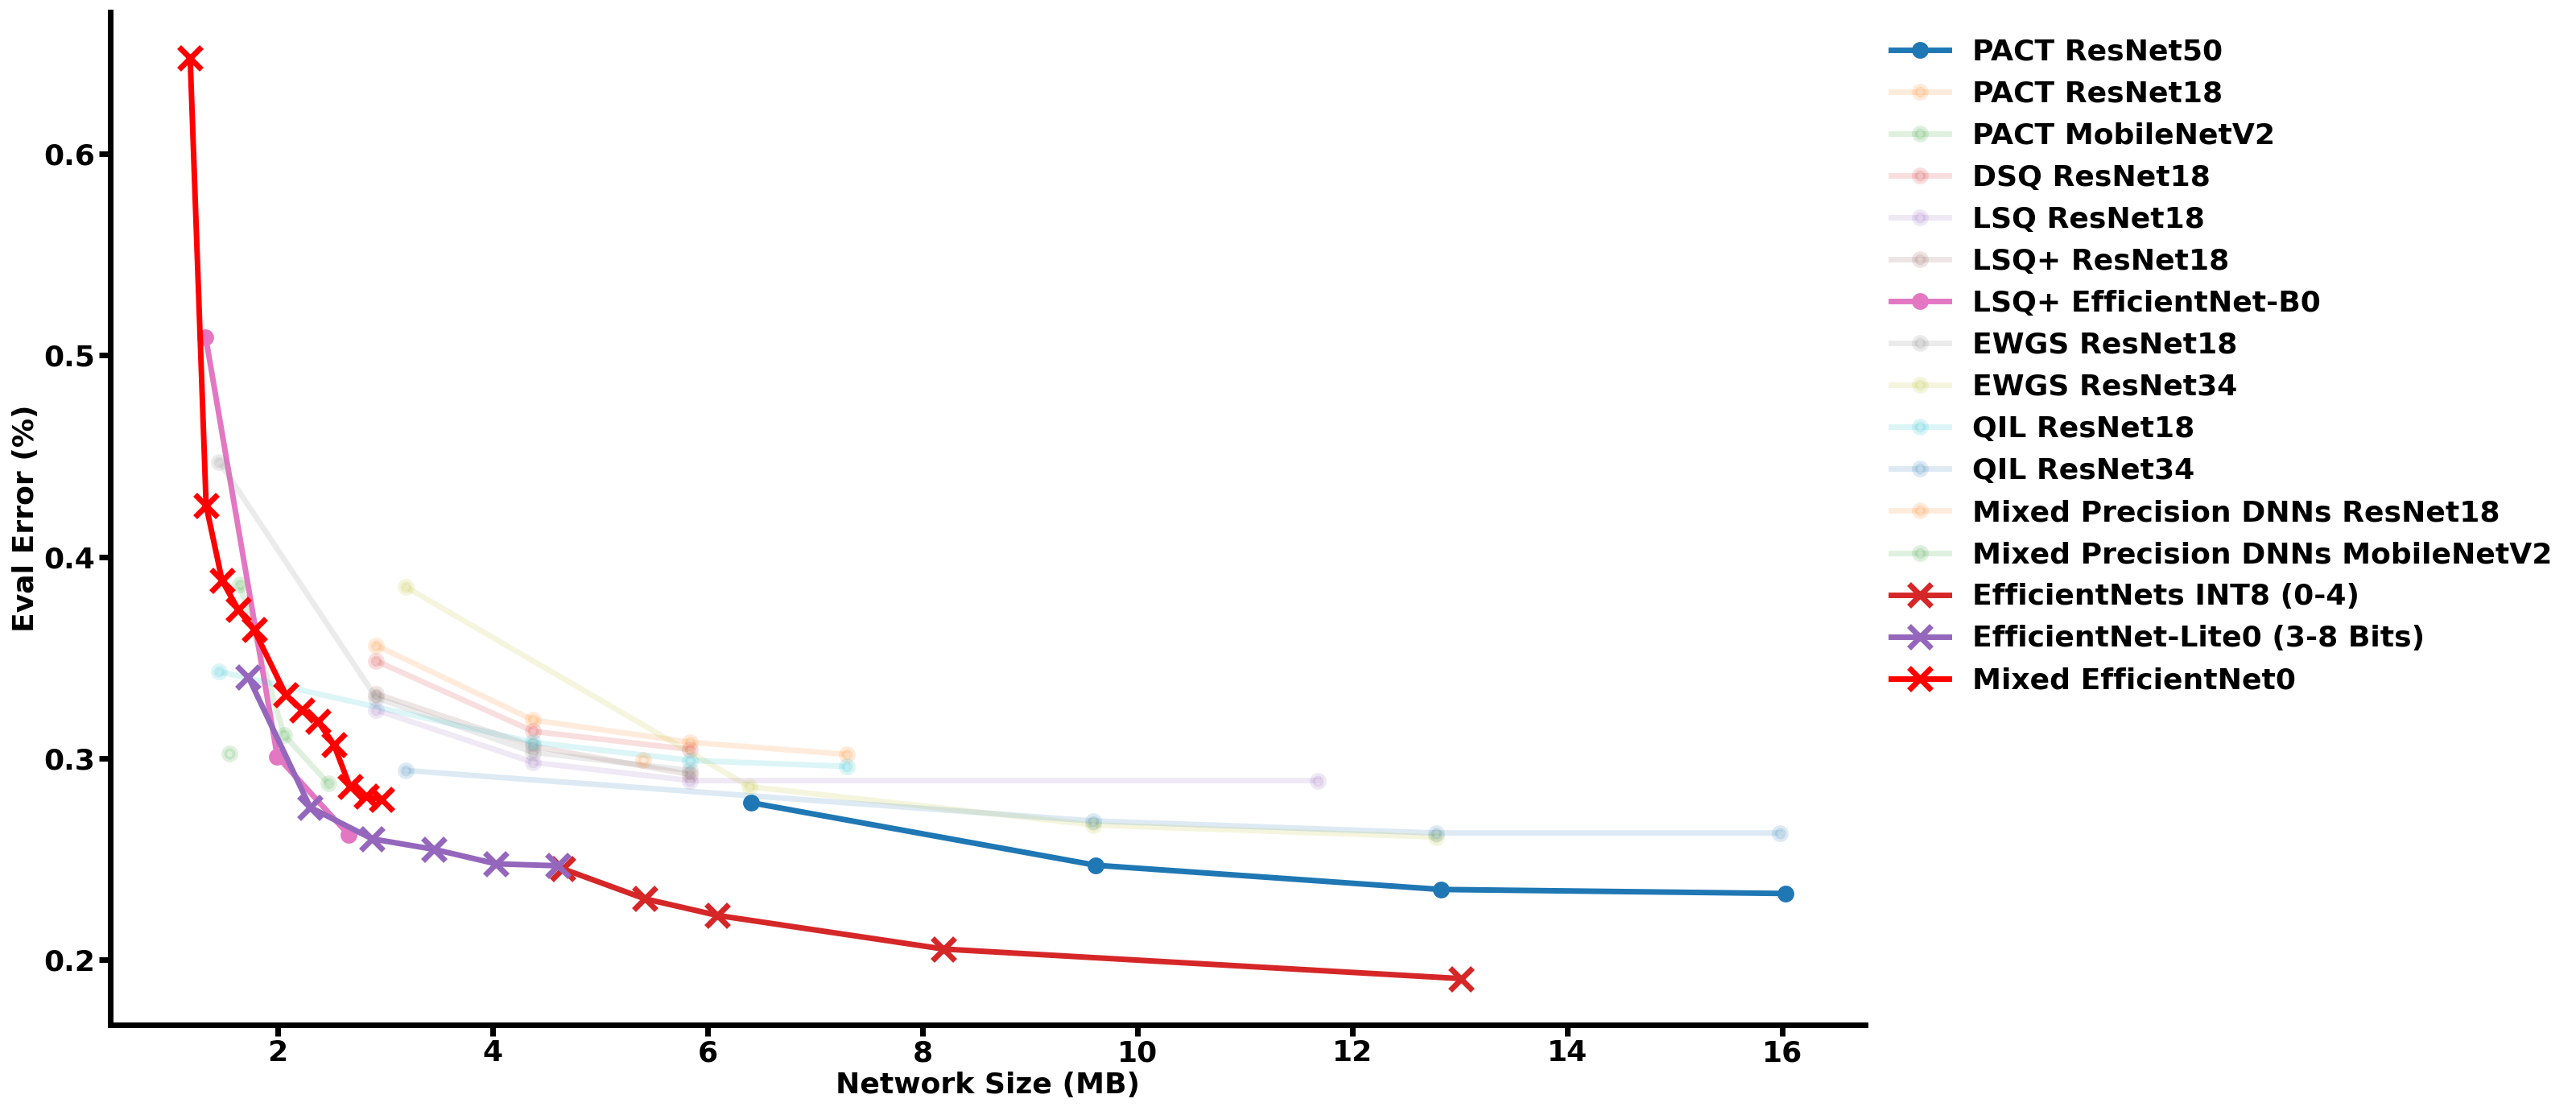 0.6
0.5
0.4
0.3
0.2
Eval Error (%)
2 4 6 8 10 12 14 16
Network Size (MB)
PACT ResNet50
PACT ResNet18
PACT MobileNetV2
DSQ ResNet18
LSQ ResNet18
LSQ+ ResNet18
LSQ+ EfficientNet-B0
EWGS ResNet18
EWGS ResNet34
QIL ResNet18
QIL ResNet34
Mixed Precision DNNs ResNet18
Mixed Precision DNNs MobileNetV2
EfficientNets INT8 (0-4)
EfficientNet-Lite0 (3-8 Bits)
Mixed EfficientNet0